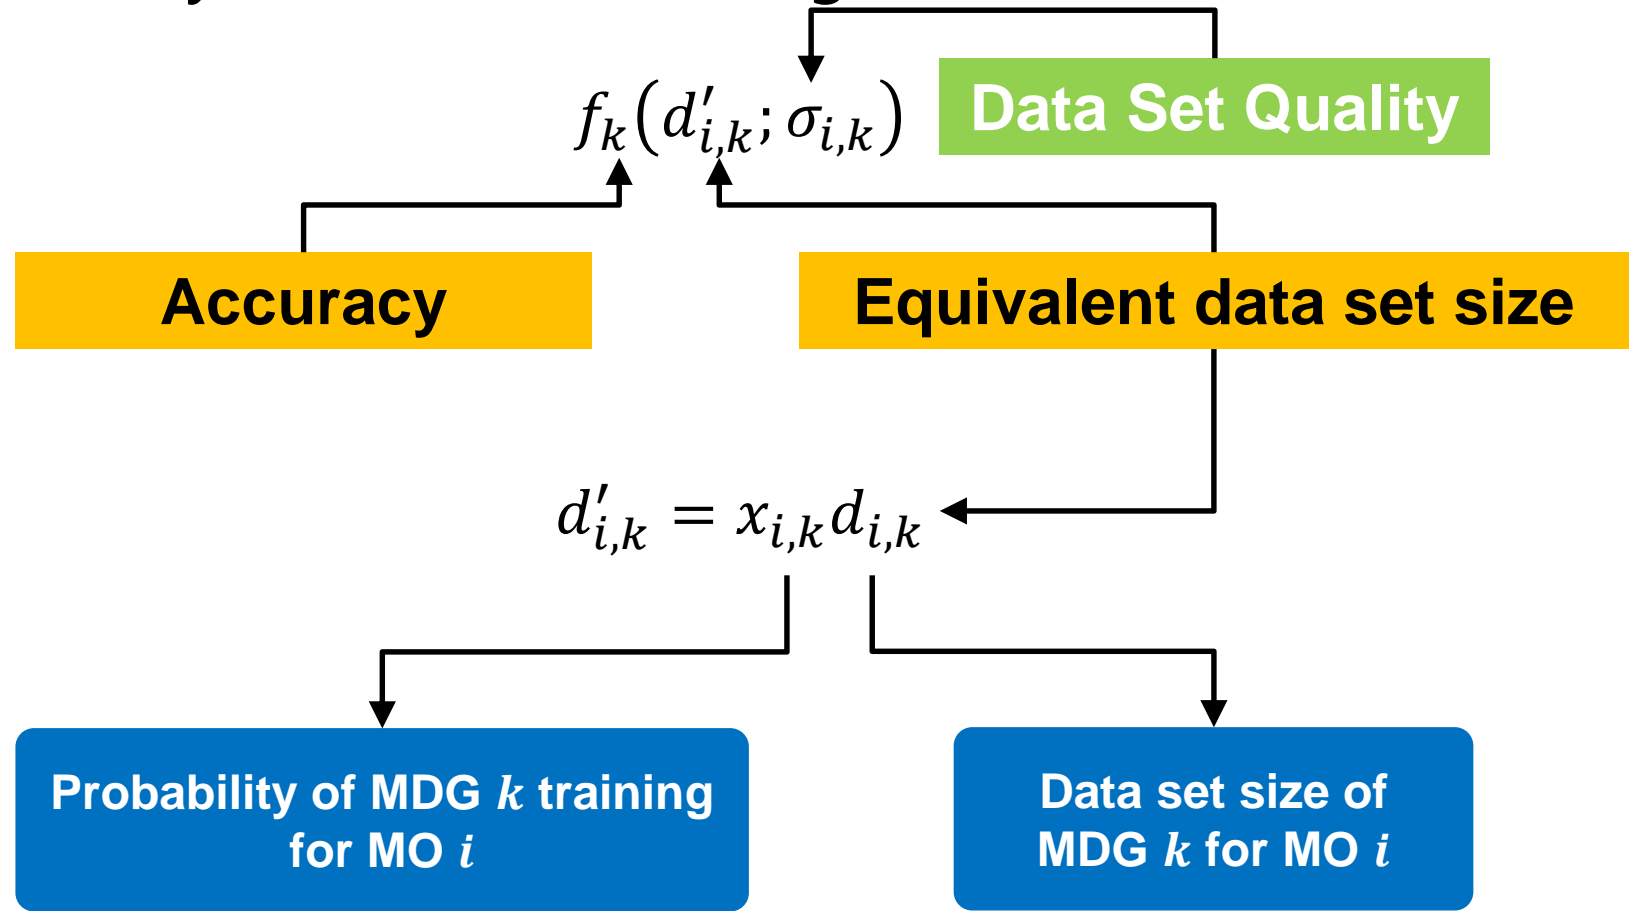 Data Set Quality
f_k(d'_{i,k}; σ_{i,k})
Accuracy
Equivalent data set size
d'_{i,k} = x_{i,k}d_{i,k}
Probability of MDG k training
for MO i
Data set size of
MDG k for MO i